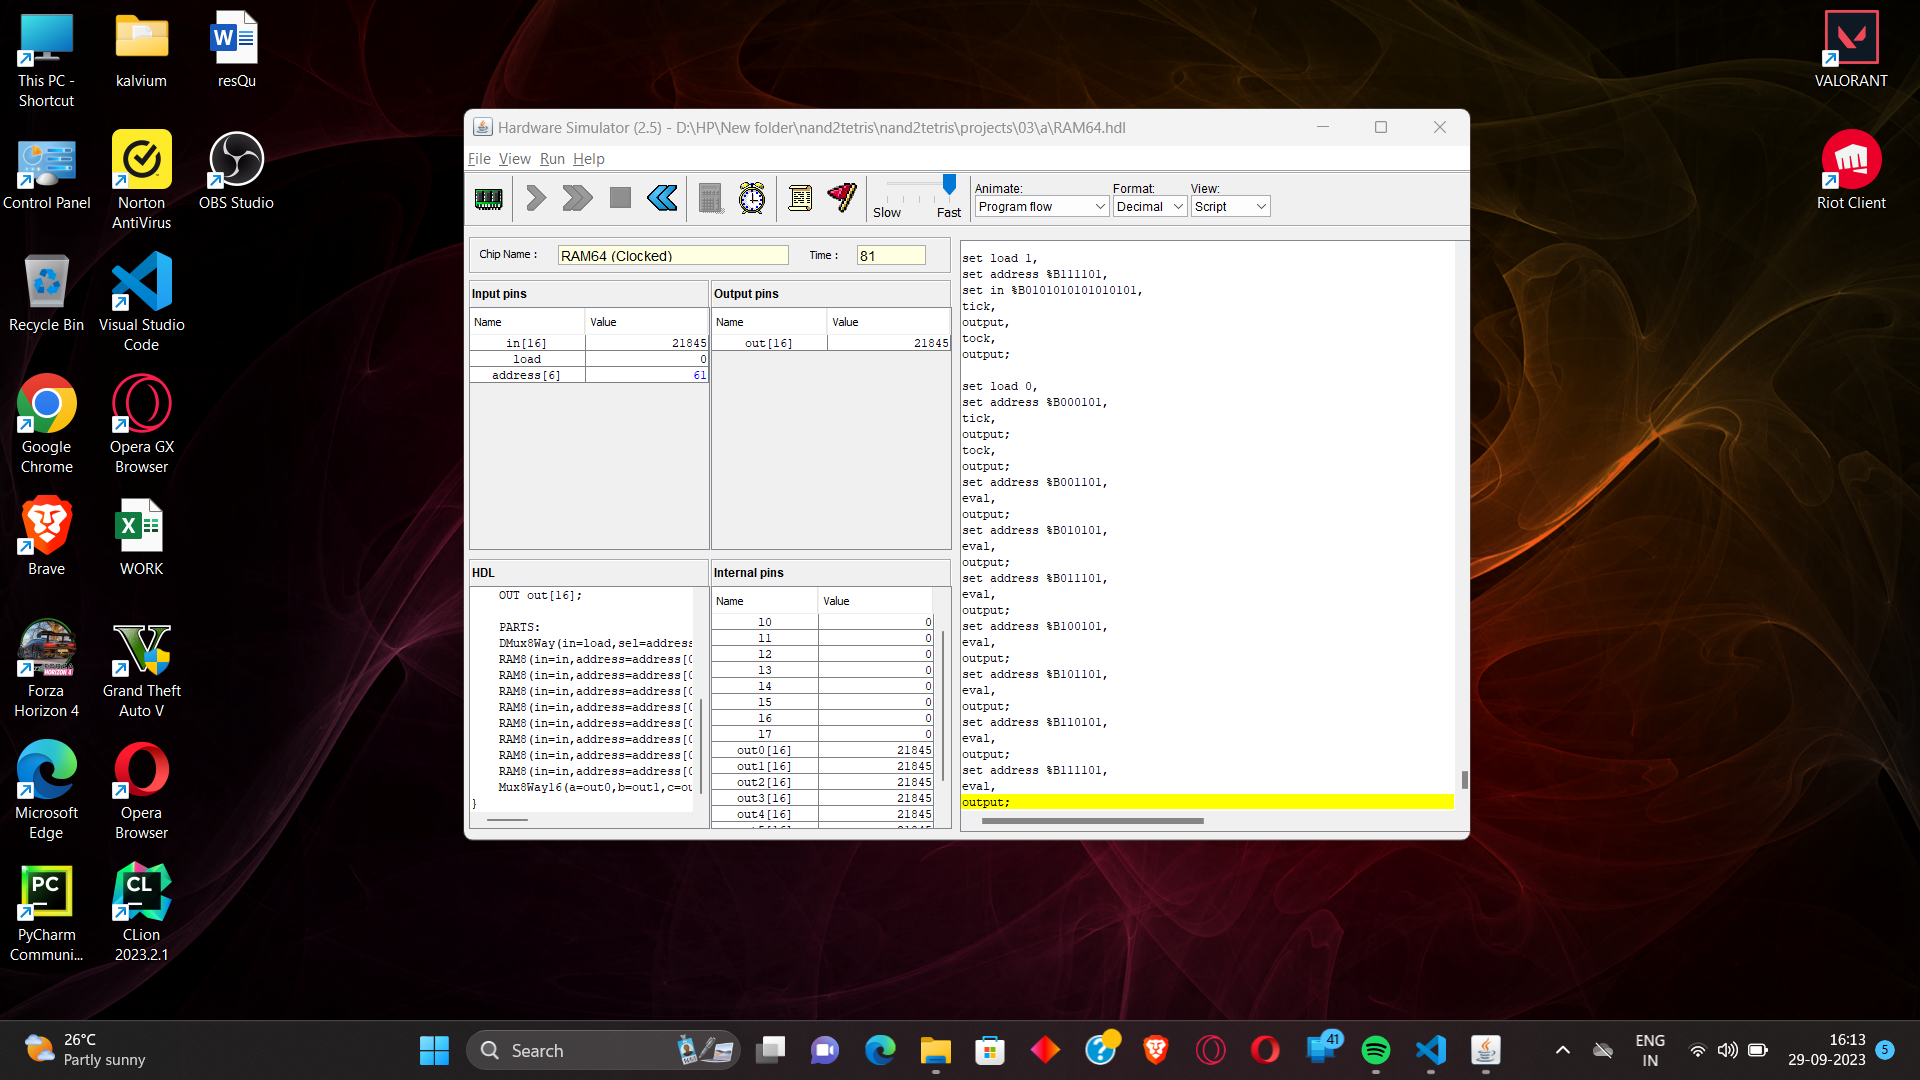 This PC - Shortcut
kalvium
resQu
Control Panel
Norton AntiVirus
OBS Studio
Recycle Bin
Visual Studio Code
Google Chrome
Opera GX Browser
Brave
WORK
Forza Horizon 4
Grand Theft Auto V
Microsoft Edge
Opera Browser
PyCharm Communi...
CLion 2023.2.1
VALORANT
Riot Client
Hardware Simulator (2.5) - D:\HP\New folder\nand2tetris\nand2tetris\projects\03\a\RAM64.hdl
File View Run Help
Slow Fast
Animate: Format: View:
Program flow Decimal Script
Chip Name : RAM64 (Clocked) Time : 81
Input pins
Name Value
in[16] 21845
load 0
address[6] 61
Output pins
Name Value
out[16] 21845
HDL
OUT out[16];
PARTS:
DMux8Way(in=load,sel=address
RAM8(in=in,address=address[0
RAM8(in=in,address=address[0
RAM8(in=in,address=address[0
RAM8(in=in,address=address[0
RAM8(in=in,address=address[0
RAM8(in=in,address=address[0
RAM8(in=in,address=address[0
RAM8(in=in,address=address[0
Mux8Way16(a=out0,b=out1,c=ou
}
Internal pins
Name Value
l0 0
l1 0
l2 0
l3 0
l4 0
l5 0
l6 0
l7 0
out0[16] 21845
out1[16] 21845
out2[16] 21845
out3[16] 21845
out4[16] 21845
set load 1,
set address %B111101,
set in %B0101010101010101,
tick,
output,
tock,
output;
set load 0,
set address %B000101,
tick,
output;
tock,
output;
set address %B001101,
eval,
output;
set address %B010101,
eval,
output;
set address %B011101,
eval,
output;
set address %B100101,
eval,
output;
set address %B101101,
eval,
output;
set address %B110101,
eval,
output;
set address %B111101,
eval,
output;
26°C
Partly sunny
Search
41
ENG
IN
16:13
29-09-2023
5